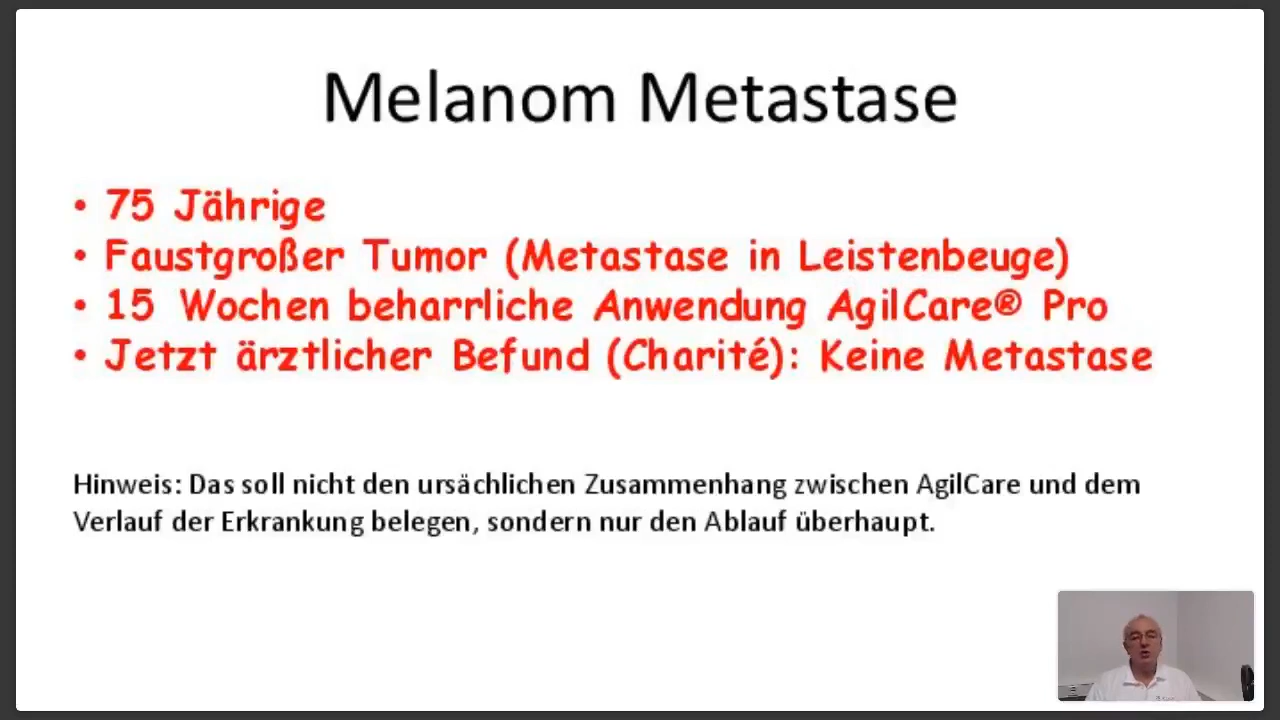 Melanom Metastase
• 75 Jährige
• Faustgroßer Tumor (Metastase in Leistenbeuge)
• 15 Wochen beharrliche Anwendung AgilCare® Pro
• Jetzt ärztlicher Befund (Charité): Keine Metastase
Hinweis: Das soll nicht den ursächlichen Zusammenhang zwischen AgilCare und dem
Verlauf der Erkrankung belegen, sondern nur den Ablauf überhaupt.